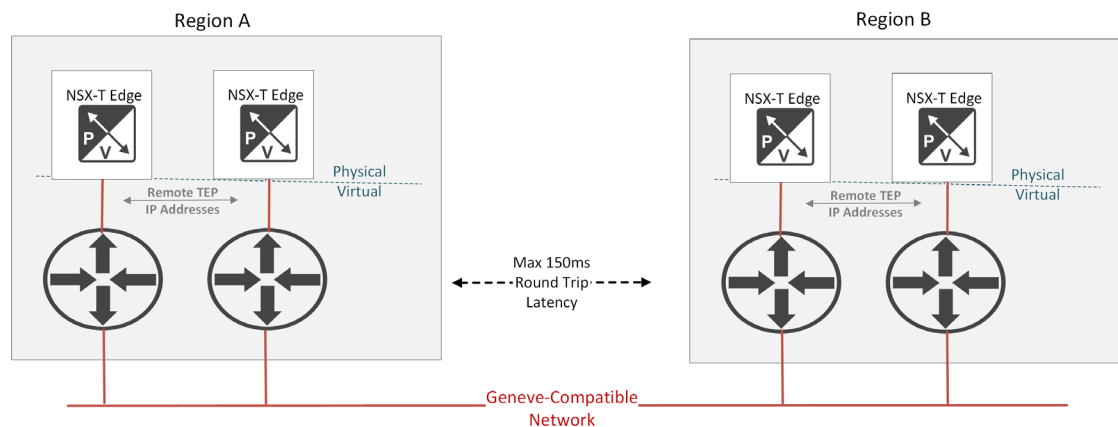 Region A
Region B
NSX-T Edge
P
V
NSX-T Edge
P
V
Physical
Virtual
Remote TEP
IP Addresses
Max 150ms
Round Trip
Latency
NSX-T Edge
P
V
NSX-T Edge
P
V
Physical
Virtual
Remote TEP
IP Addresses
Geneve-Compatible
Network